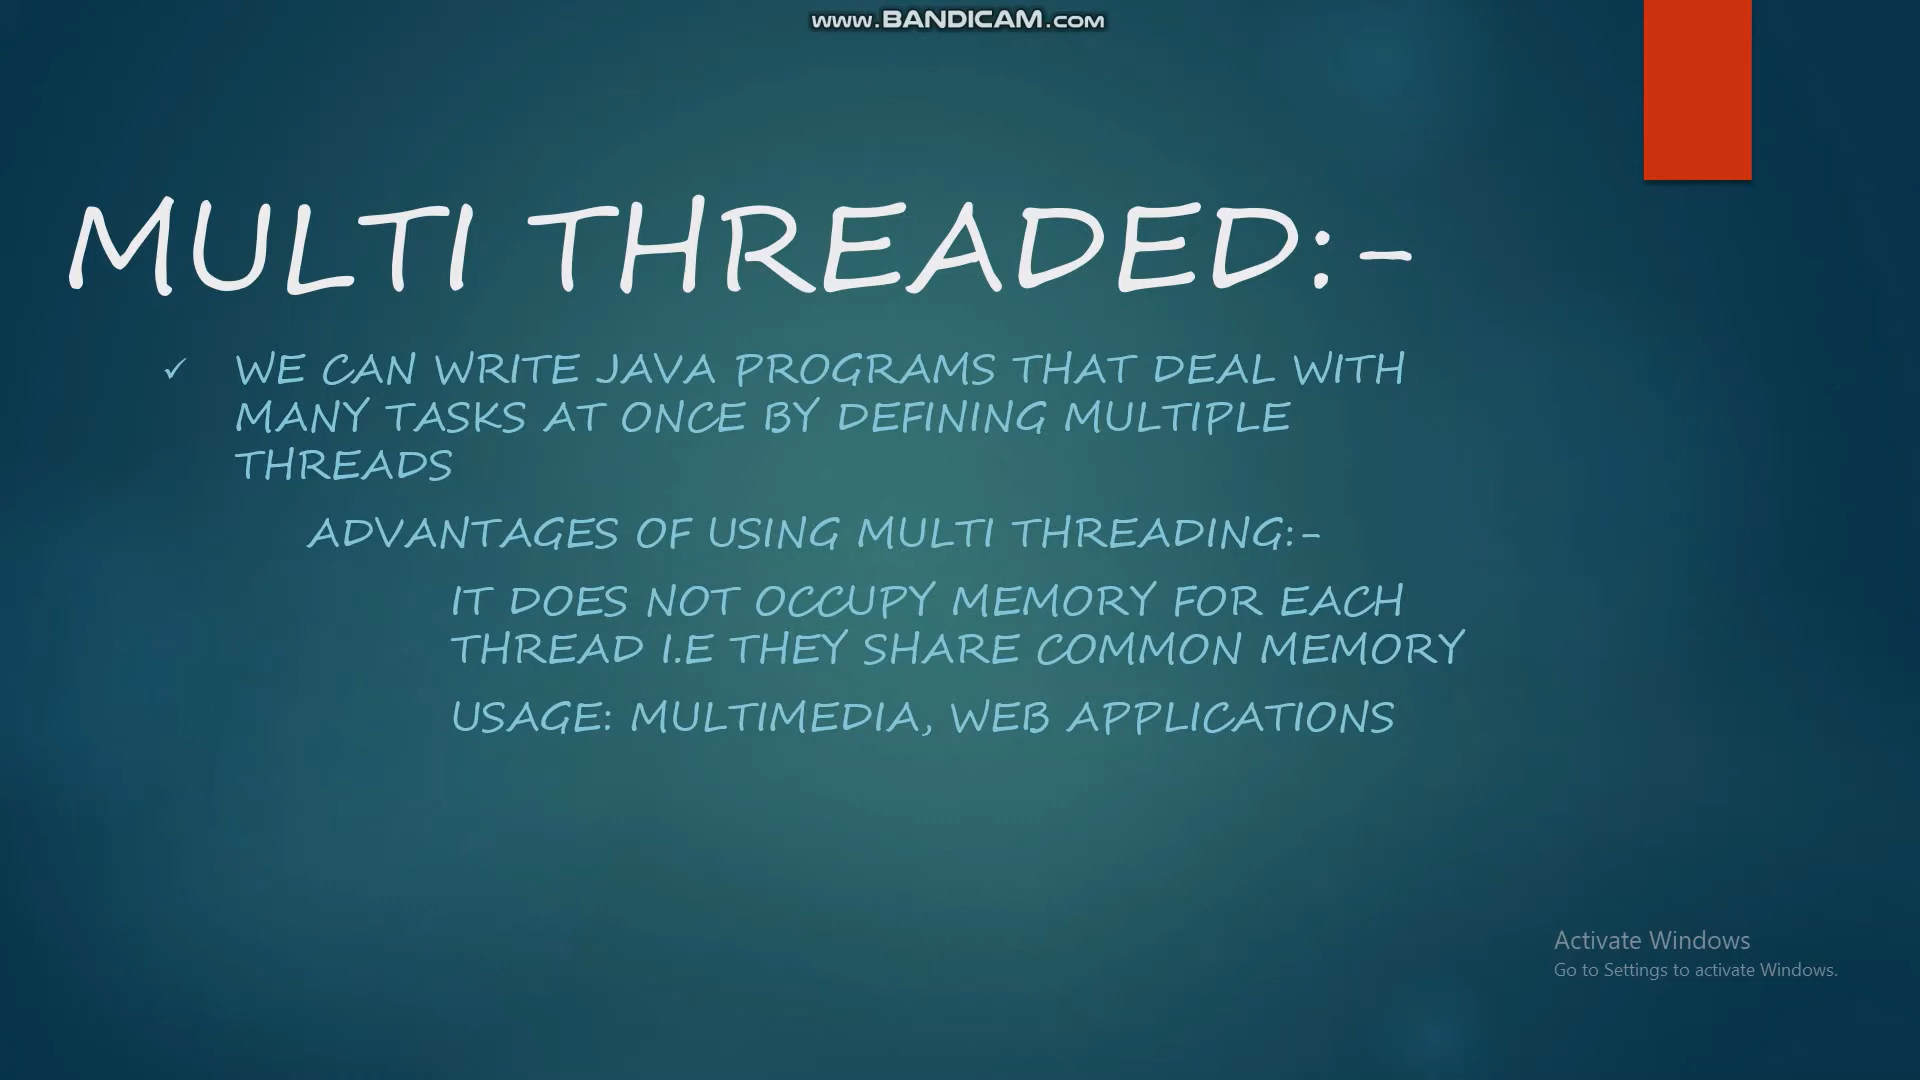 www.BANDICAM.com
MULTI THREADED:-
✓ WE CAN WRITE JAVA PROGRAMS THAT DEAL WITH
MANY TASKS AT ONCE BY DEFINING MULTIPLE
THREADS
ADVANTAGES OF USING MULTI THREADING:-
IT DOES NOT OCCUPY MEMORY FOR EACH
THREAD I.E THEY SHARE COMMON MEMORY
USAGE: MULTIMEDIA, WEB APPLICATIONS
Activate Windows
Go to Settings to activate Windows.